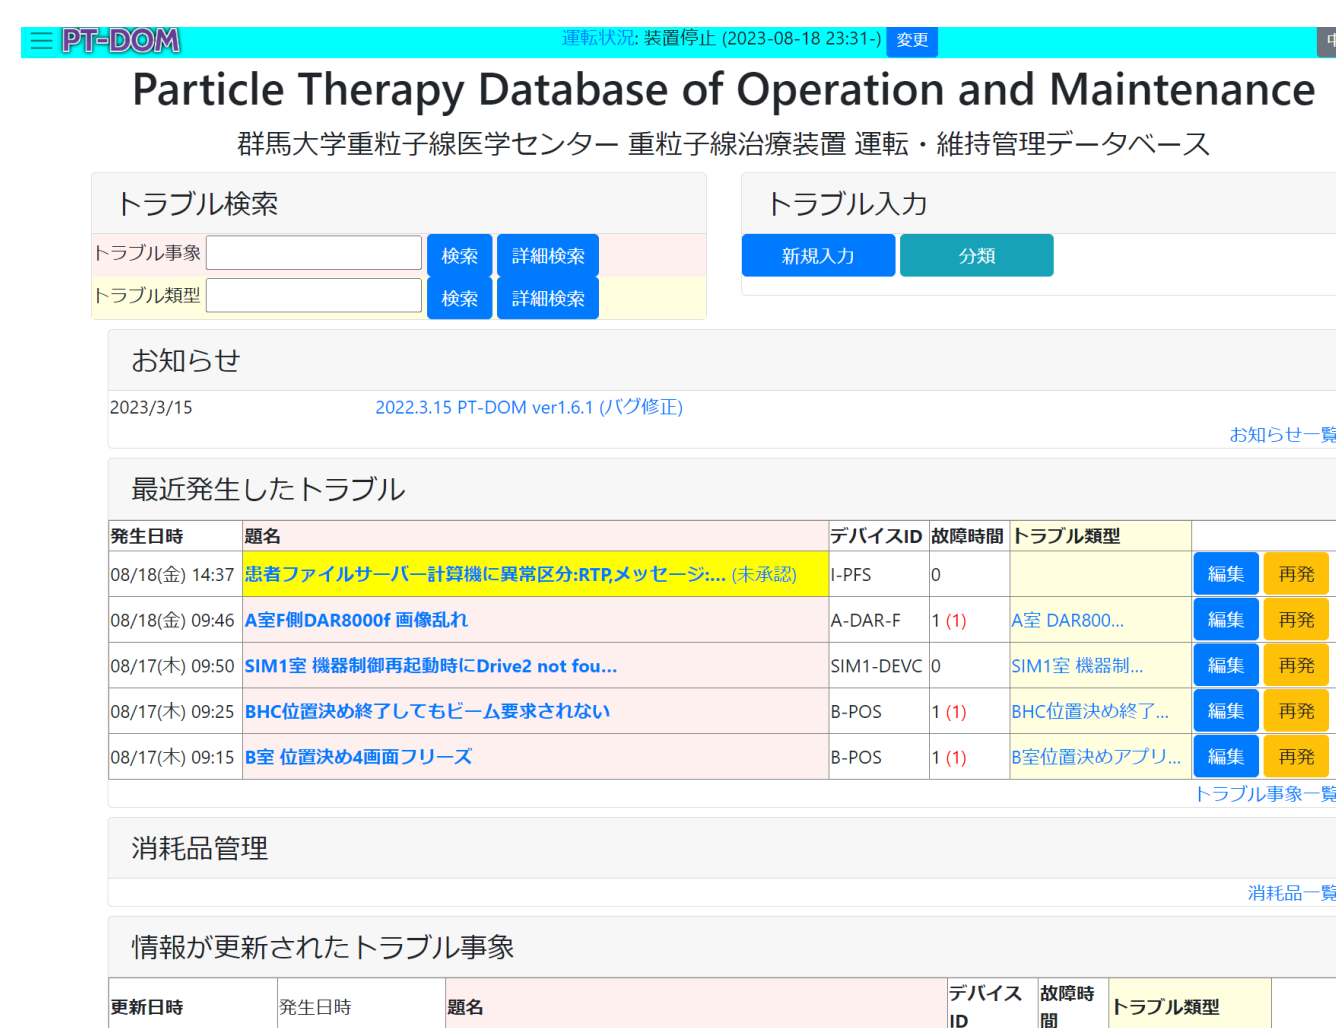 PT-DOM 運転状況: 装置停止 (2023-08-18 23:31-) 変更
Particle Therapy Database of Operation and Maintenance
群馬大学重粒子線医学センター 重粒子線治療装置 運転・維持管理データベース
トラブル検索
トラブル事象 検索 詳細検索
トラブル類型 検索 詳細検索
トラブル入力
新規入力 分類
お知らせ
2023/3/15 2022.3.15 PT-DOM ver1.6.1 (バグ修正)
お知らせ一覧
最近発生したトラブル
発生日時 題名 デバイスID 故障時間 トラブル類型
08/18(金) 14:37 患者ファイルサーバー計算機に異常区分:RTP,メッセージ:... (未承認) I-PFS 0 編集 再発
08/18(金) 09:46 A室F側DAR8000f 画像乱れ A-DAR-F 1 (1) A室 DAR800... 編集 再発
08/17(木) 09:50 SIM1室 機器制御再起動時にDrive2 not fou... SIM1-DEVC 0 SIM1室 機器制... 編集 再発
08/17(木) 09:25 BHC位置決め終了してもビーム要求されない B-POS 1 (1) BHC位置決め終了... 編集 再発
08/17(木) 09:15 B室 位置決め4画面フリーズ B-POS 1 (1) B室位置決めアプリ... 編集 再発
トラブル事象一覧
消耗品管理
消耗品一覧
情報が更新されたトラブル事象
更新日時 発生日時 題名 デバイスID 故障時間 トラブル類型